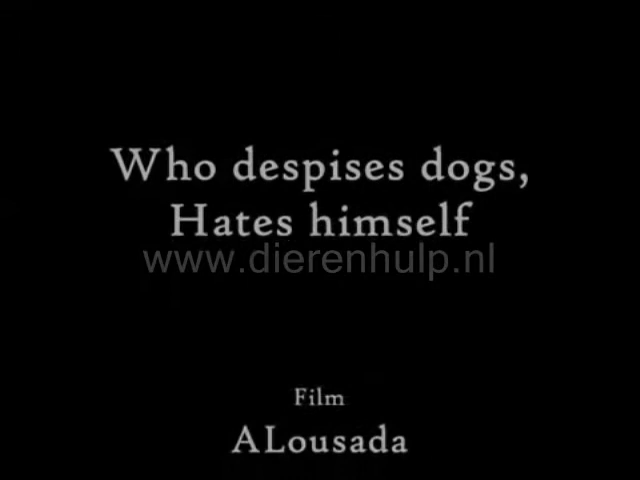 Who despises dogs,
Hates himself
www.dierenhulp.nl
Film
ALousada